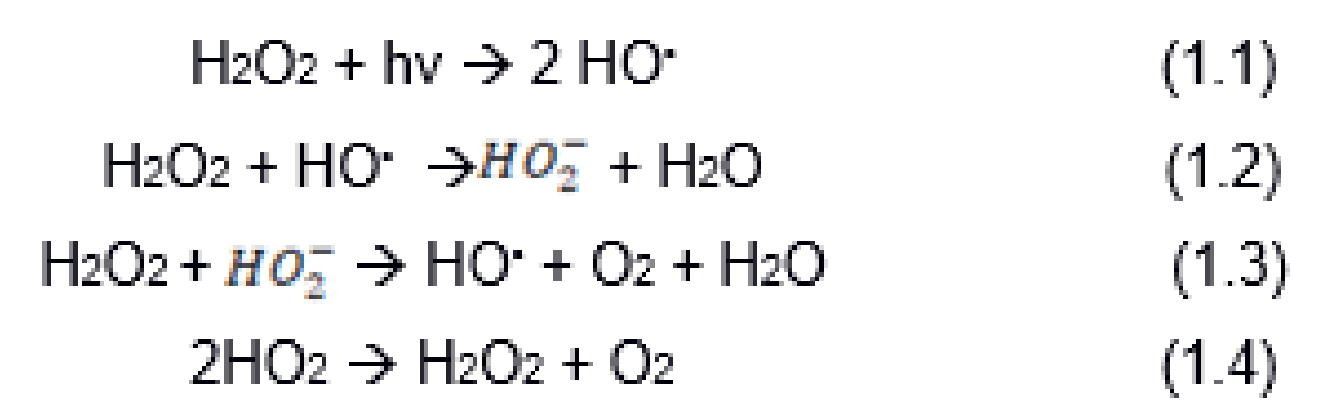 H2O2 + hv → 2 HO• (1.1)
H2O2 + HO• → HO₂⁻ + H2O (1.2)
H2O2 + HO₂⁻ → HO• + O2 + H2O (1.3)
2HO2 → H2O2 + O2 (1.4)